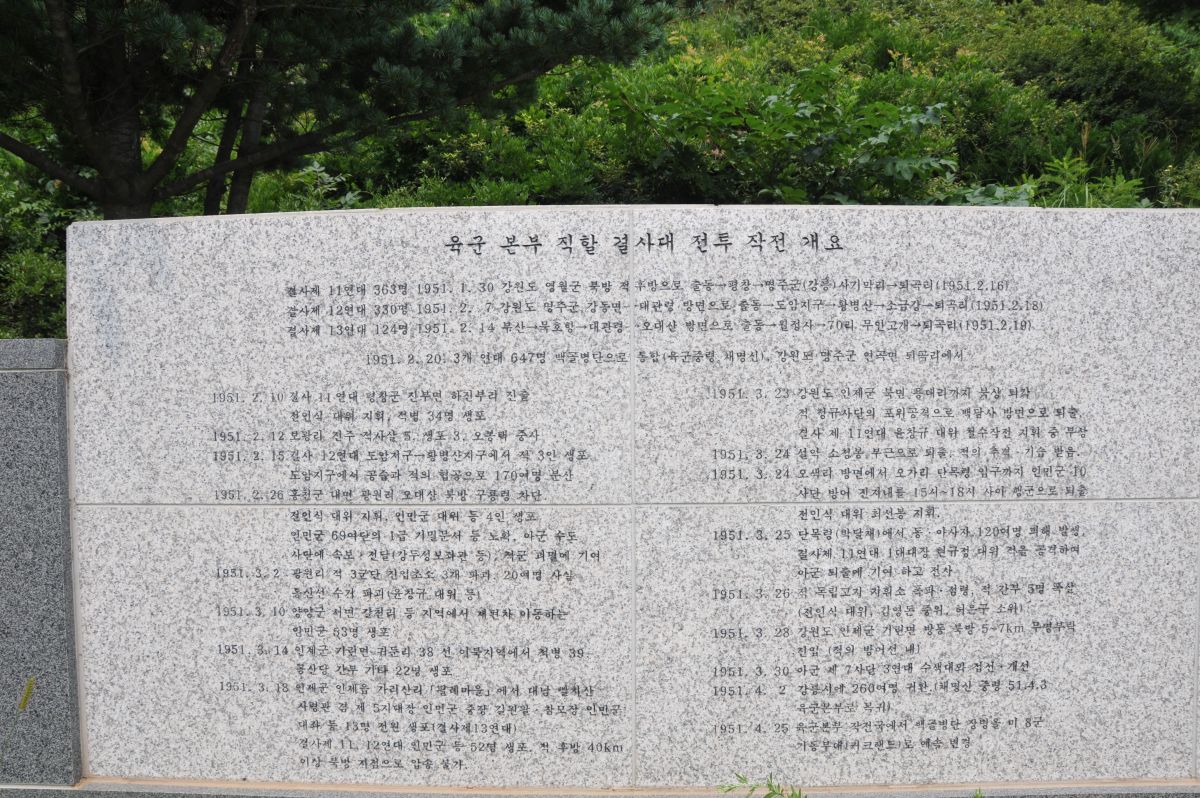 육군 본부 직할 결사대 전투 작전 개요
결사제 11연대 363명 1951. 1. 30 강원도 영월군 북방 적 후방으로 출동→평창→명주군(강릉)사기막리→퇴곡리(1951.2.16)
결사제 12연대 330명 1951. 2. 7 강원도 명주군 강동면→대관령 방면으로 출동→도암지구→황병산→소금강→퇴곡리(1951.2.18)
결사제 13연대 124명 1951. 2. 14 부산→묵호항→대관령→오대산 방면으로 출동→월정사→70리 무인고개→퇴곡리(1951.2.19)
1951. 2. 20. 3개 연대 647명 백골병단으로 통합(육군중령 채명신), 강원도 명주군 연곡면 퇴곡리에서
1951. 2. 10 결사 11연대 평창군 진부면 하진부리 진출
전인식 대위 지휘, 적병 34명 생포
1951. 2. 12 모왕리 전주 적사살 5, 생포 3, 오봉택 중사
1951. 2. 15 결사 12연대 도암지구→황병산지구에서 적 3인 생포
도암지구에서 공습과 적의 협공으로 170여명 분산
1951. 2. 26 홍천군 내면 광원리 오대산 북방 구룡령 차단
전인식 대위 지휘, 인민군 대위 등 4인 생포
인민군 69여단의 1급 기밀문서 등 노획, 아군 수도
사단에 속보·전달(강두성보좌관 등), 적군 괴멸에 기여
1951. 3. 2 광원리 적 3군단 진입초소 3개 파괴, 20여명 사살
통신선 수거 파괴(윤창규 대위 등)
1951. 3. 10 양양군 서면 갈천리 등 지역에서 제전차 이동하는
인민군 53명 생포
1951. 3. 14 인제군 기린면 귀둔리 38 선 이북지역에서 적병 39,
통산당 간부 기타 22명 생포
1951. 3. 18 인제군 인제읍 가리산리 「필례마을」에서 대남 빨치산
사령관 겸 제 5지대장 인민군 중장 길원팔·참모장 인민군
대좌 등 13명 전원 생포(결사제13연대)
결사제 11, 12연대 인민군 등 52명 생포, 적 후방 40km
이상 북방 지점으로 압송 불가.
1951. 3. 23 강원도 인제군 북면 용대리까지 북상 퇴각
적 정규사단의 포위공격으로 백담사 방면으로 퇴출,
결사 제 11연대 윤창규 대위 철수작전 지휘 중 부상
1951. 3. 24 설악 소청봉 부근으로 퇴출, 적의 추격·기습 받음.
1951. 3. 24 오색리 방면에서 오가리 단목령 입구까지 인민군 10
사단 방어 진지내를 15시~18시 사이 행군으로 퇴출
전인식 대위 최선봉 지휘.
1951. 3. 25 단목령(박달재)에서 동·아사자 120여명 피해 발생,
결사제 11연대 1대대장 현규정 대위 적을 공격하여
아군 퇴출에 기여 하고 전사
1951. 3. 26 적 독립고지 지휘소 폭파·점령, 적 간부 5명 폭살
(전인식 대위, 김영돈 중위, 허은구 소위)
1951. 3. 28 강원도 인제군 기린면 방동 북방 5~7km 무명부락
진입 (적의 방어선 내)
1951. 3. 30 아군 제 7사단 3연대 수색대와 접선·개선
1951. 4. 2 강릉시에 260여명 귀환,(채명신 중령 51.4.3
육군본부로 복귀)
1951. 4. 25 육군본부 작전국에서 백골병단 장병을 미 8군
기동부대(커크랜드)로 예속 변경